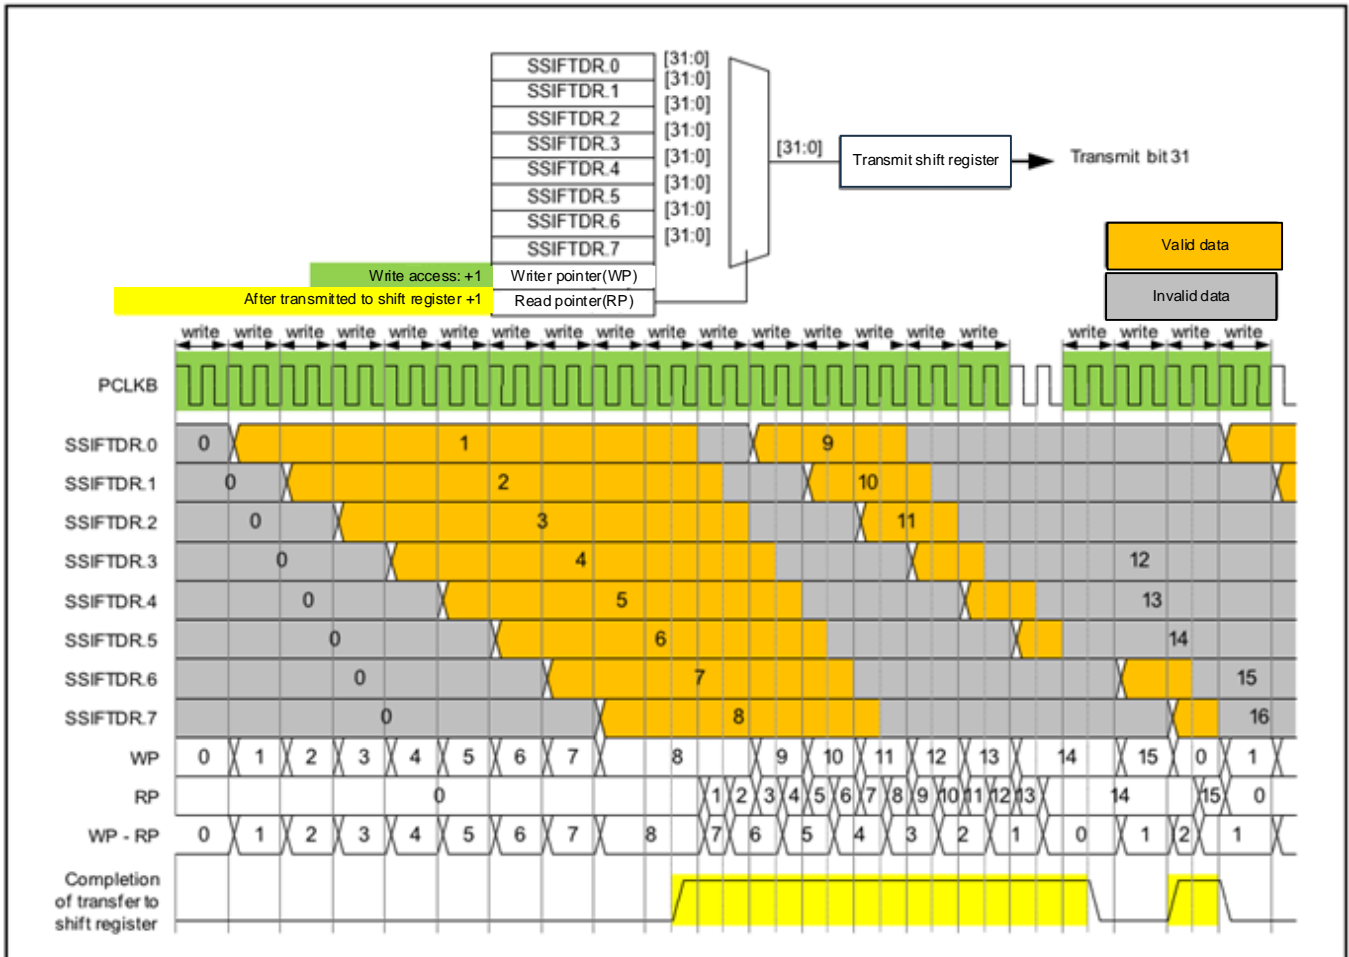 SSIFTDR.0 [31:0]
SSIFTDR.1 [31:0]
SSIFTDR.2 [31:0]
SSIFTDR.3 [31:0]
SSIFTDR.4 [31:0]
SSIFTDR.5 [31:0]
SSIFTDR.6 [31:0]
SSIFTDR.7 [31:0]
[31:0] Transmit shift register Transmit bit 31
Valid data
Invalid data
Write access: +1 Writer pointer(WP)
After transmitted to shift register +1 Read pointer(RP)
write write write write write write write write write write write write write write write write write write write write
PCLKB
SSIFTDR.0 0 1 9
SSIFTDR.1 0 2 10
SSIFTDR.2 0 3 11
SSIFTDR.3 0 4 12
SSIFTDR.4 0 5 13
SSIFTDR.5 0 6 14
SSIFTDR.6 0 7 15
SSIFTDR.7 0 8 16
WP 0 1 2 3 4 5 6 7 8 9 10 11 12 13 14 15 0 1
RP 0 1 2 3 4 5 6 7 8 9 10 11 12 13 14 15 0
WP - RP 0 1 2 3 4 5 6 7 8 7 6 5 4 3 2 1 0 1 2 1
Completion
of transfer to
shift register